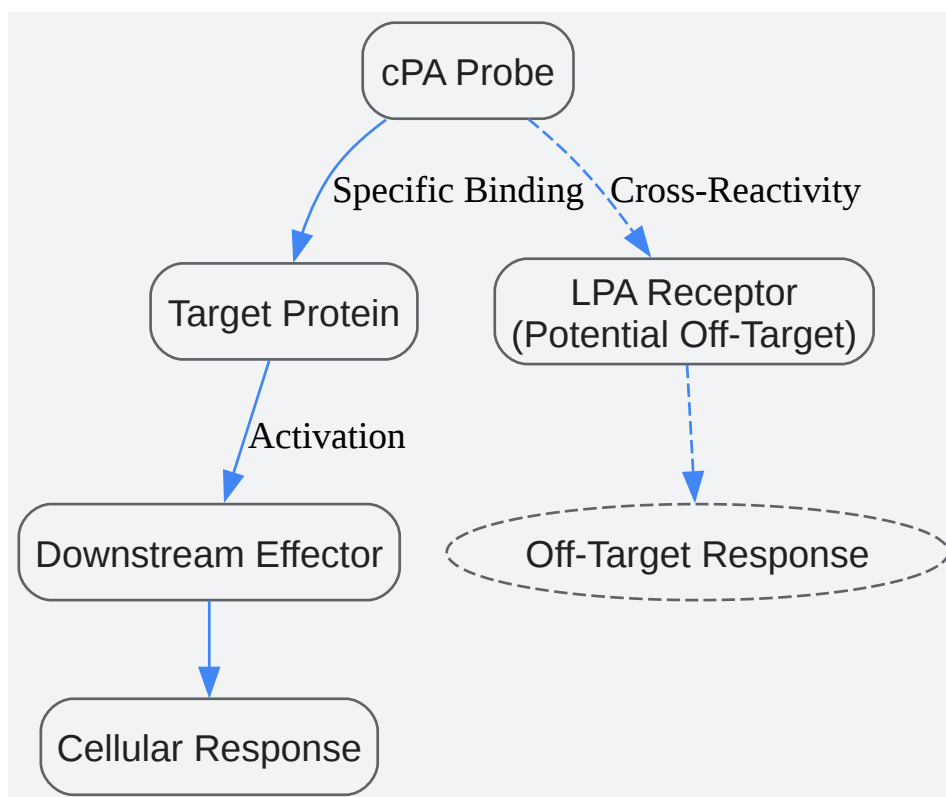 cPA Probe
Specific Binding
Cross-Reactivity
Target Protein
LPA Receptor
(Potential Off-Target)
Activation
Downstream Effector
Off-Target Response
Cellular Response